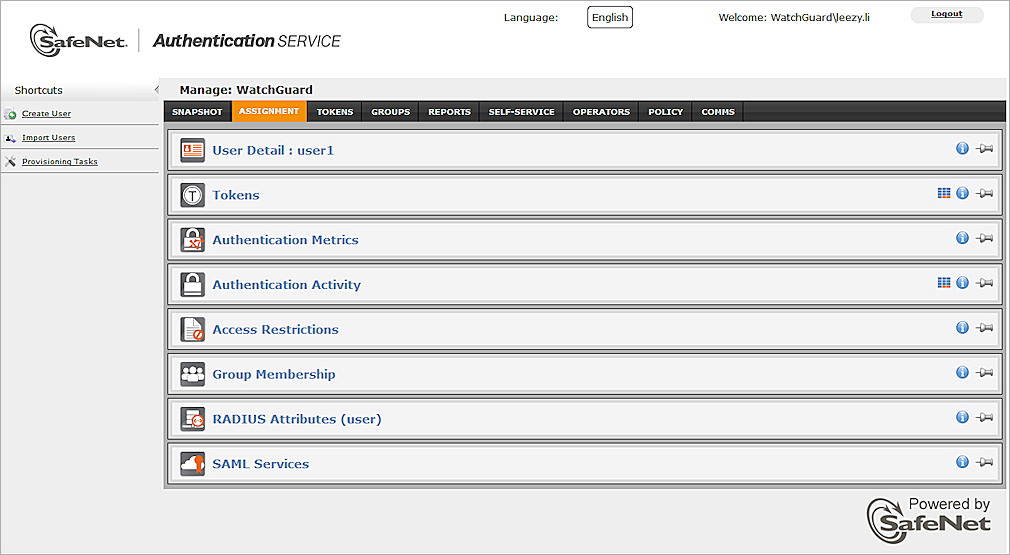 Language: English Welcome: WatchGuard\leezy.li Logout
SafeNet. Authentication SERVICE
Shortcuts
Create User
Import Users
Provisioning Tasks
Manage: WatchGuard
SNAPSHOT ASSIGNMENT TOKENS GROUPS REPORTS SELF-SERVICE OPERATORS POLICY COMMS
User Detail : user1
T Tokens
Authentication Metrics
Authentication Activity
Access Restrictions
Group Membership
RADIUS Attributes (user)
SAML Services
Powered by
SafeNet